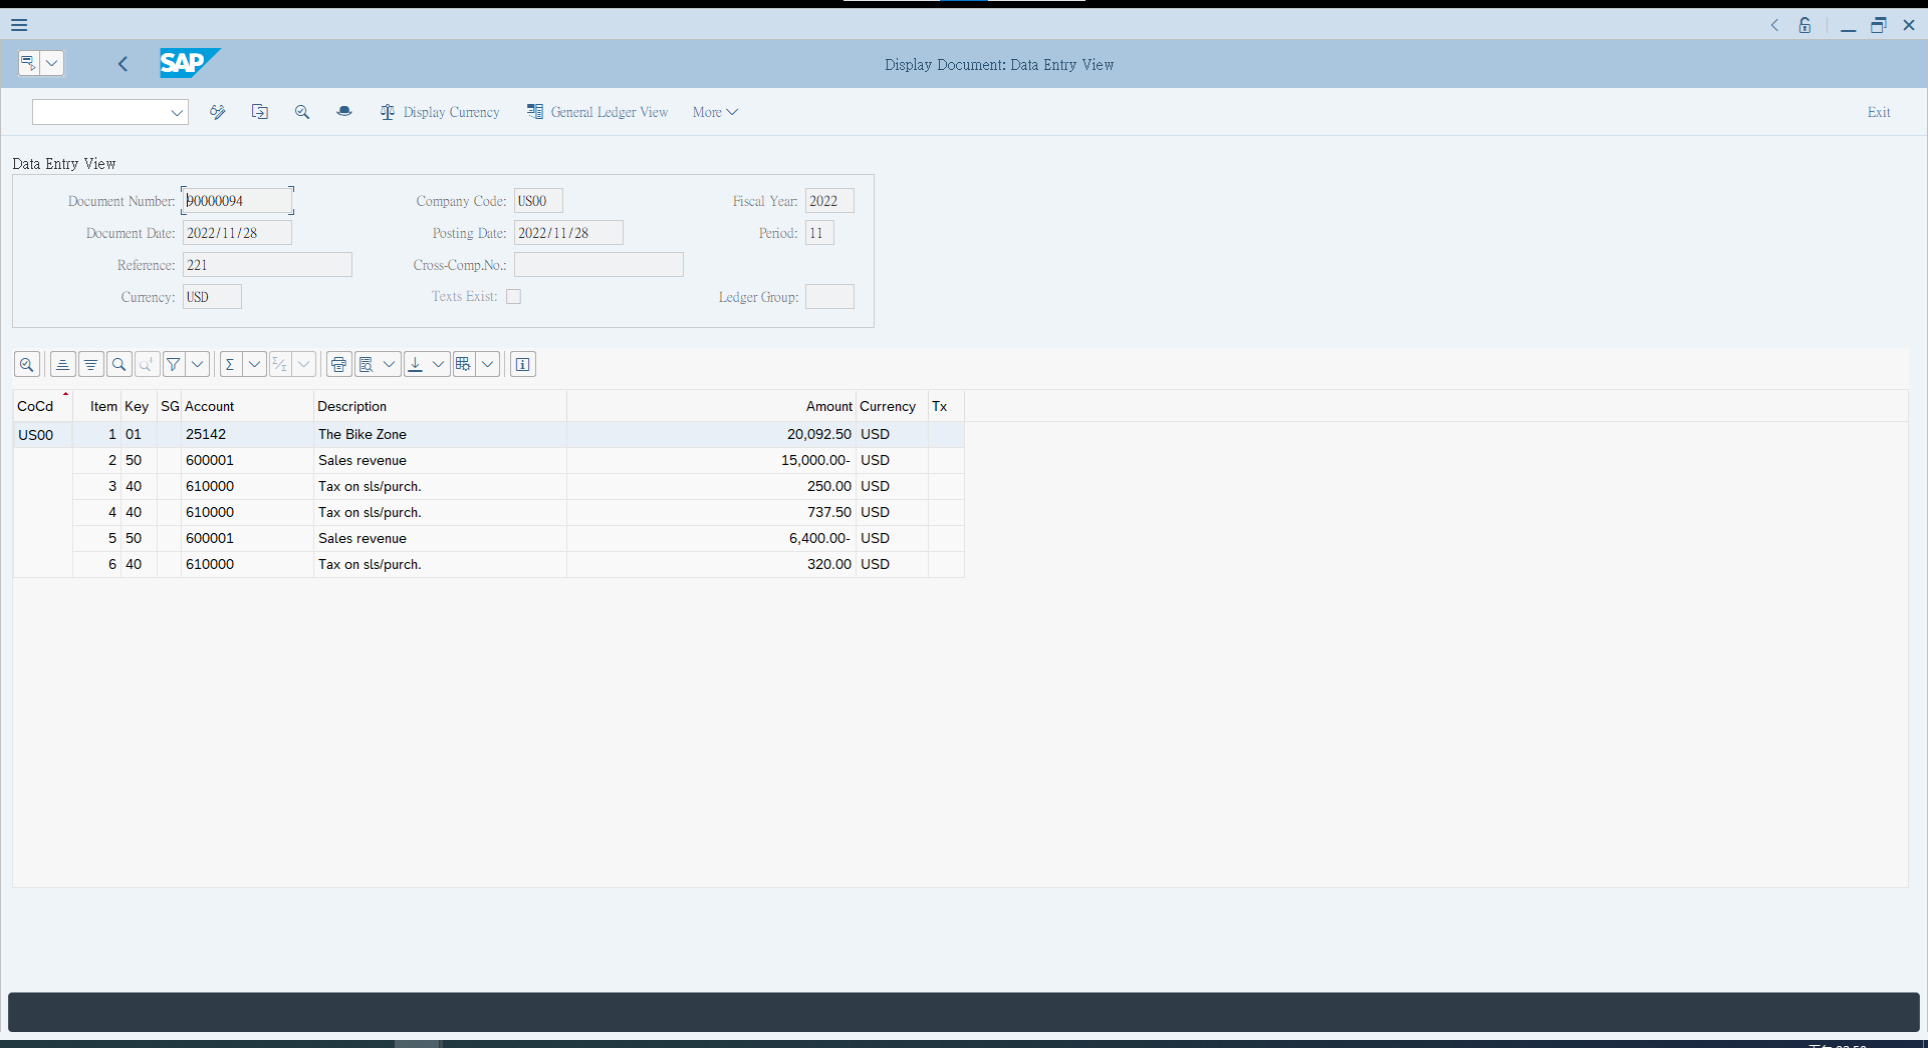 SAP
Display Document: Data Entry View
Display Currency
General Ledger View
More
Exit
Data Entry View
Document Number: 90000094
Company Code: US00
Fiscal Year: 2022
Document Date: 2022/11/28
Posting Date: 2022/11/28
Period: 11
Reference: 221
Cross-Comp.No.:
Currency: USD
Texts Exist:
Ledger Group:
CoCd Item Key SG Account Description Amount Currency Tx
US00 1 01 25142 The Bike Zone 20,092.50 USD
2 50 600001 Sales revenue 15,000.00- USD
3 40 610000 Tax on sls/purch. 250.00 USD
4 40 610000 Tax on sls/purch. 737.50 USD
5 50 600001 Sales revenue 6,400.00- USD
6 40 610000 Tax on sls/purch. 320.00 USD